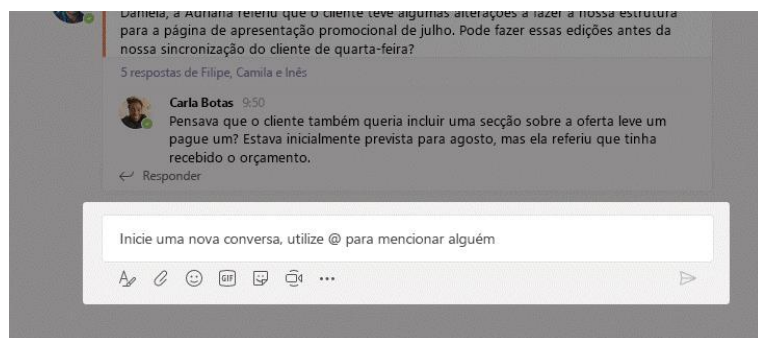 Daniela, a Adriana referiu que o cliente teve algumas alterações a fazer à nossa estrutura
para a página de apresentação promocional de julho. Pode fazer essas edições antes da
nossa sincronização do cliente de quarta-feira?
5 respostas de Filipe, Camila e Inês
Carla Botas 9:50
Pensava que o cliente também queria incluir uma secção sobre a oferta leve um
pague um? Estava inicialmente prevista para agosto, mas ela referiu que tinha
recebido o orçamento.
Responder
Inicie uma nova conversa, utilize @ para mencionar alguém
GIF